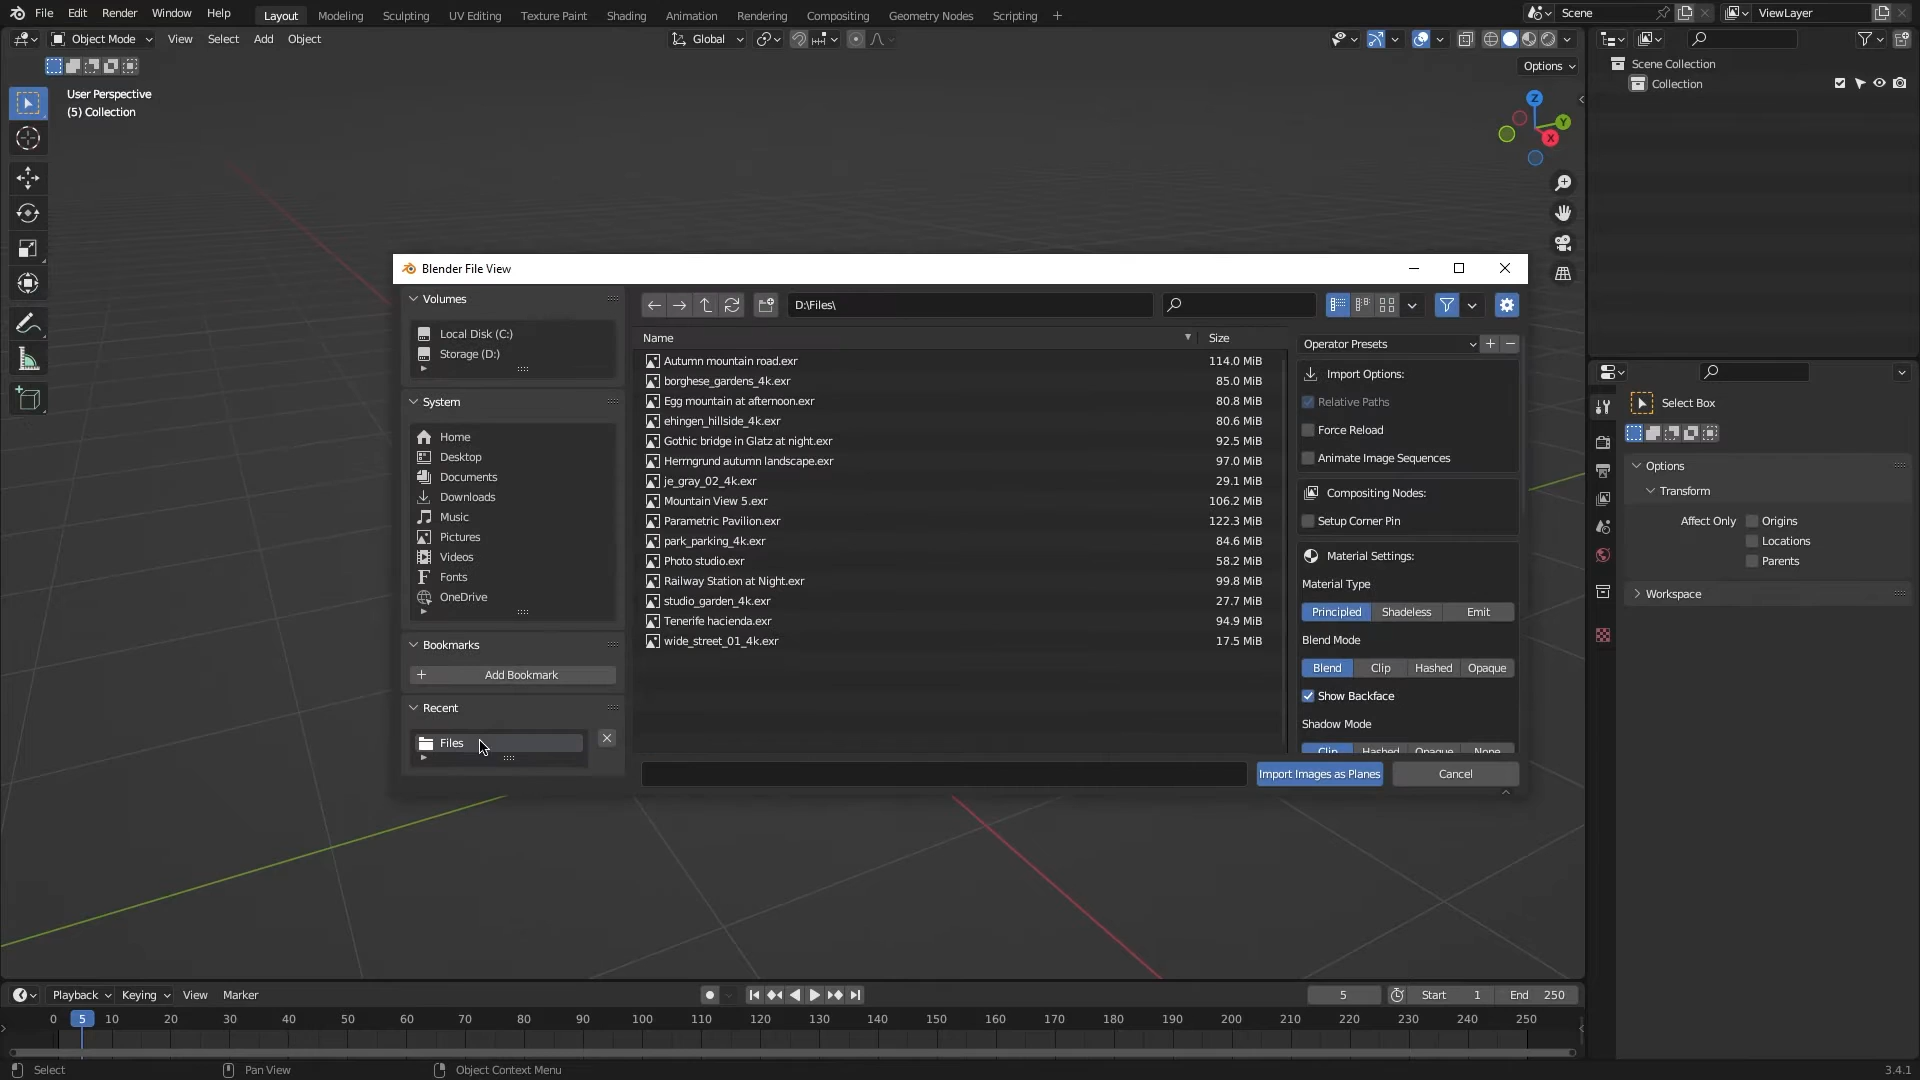 File Edit Render Window Help Layout Modeling Sculpting UV Editing Texture Paint Shading Animation Rendering Compositing Geometry Nodes Scripting + Scene ViewLayer
Object Mode View Select Add Object Global
Options
User Perspective
(5) Collection
Z
Y
X
Scene Collection
Collection
Blender File View
Volumes
Local Disk (C:)
Storage (D:)
System
Home
Desktop
Documents
Downloads
Music
Pictures
Videos
Fonts
OneDrive
Bookmarks
Add Bookmark
Recent
Files
D:\Files\
Name Size
Autumn mountain road.exr 114.0 MiB
borghese_gardens_4k.exr 85.0 MiB
Egg mountain at afternoon.exr 80.8 MiB
ehingen_hillside_4k.exr 80.6 MiB
Gothic bridge in Glatz at night.exr 92.5 MiB
Herrngrund autumn landscape.exr 97.0 MiB
je_gray_02_4k.exr 29.1 MiB
Mountain View 5.exr 106.2 MiB
Parametric Pavilion.exr 122.3 MiB
park_parking_4k.exr 84.6 MiB
Photo studio.exr 58.2 MiB
Railway Station at Night.exr 99.8 MiB
studio_garden_4k.exr 27.7 MiB
Tenerife hacienda.exr 94.9 MiB
wide_street_01_4k.exr 17.5 MiB
Operator Presets
Import Options:
Relative Paths
Force Reload
Animate Image Sequences
Compositing Nodes:
Setup Corner Pin
Material Settings:
Material Type
Principled Shadeless Emit
Blend Mode
Blend Clip Hashed Opaque
Show Backface
Shadow Mode
Clip Hashed Opaque None
Import Images as Planes Cancel
Select Box
Options
Transform
Affect Only Origins
Locations
Parents
Workspace
Playback Keying View Marker 5 Start 1 End 250
0 5 10 20 30 40 50 60 70 80 90 100 110 120 130 140 150 160 170 180 190 200 210 220 230 240 250
Select Pan View Object Context Menu 3.4.1